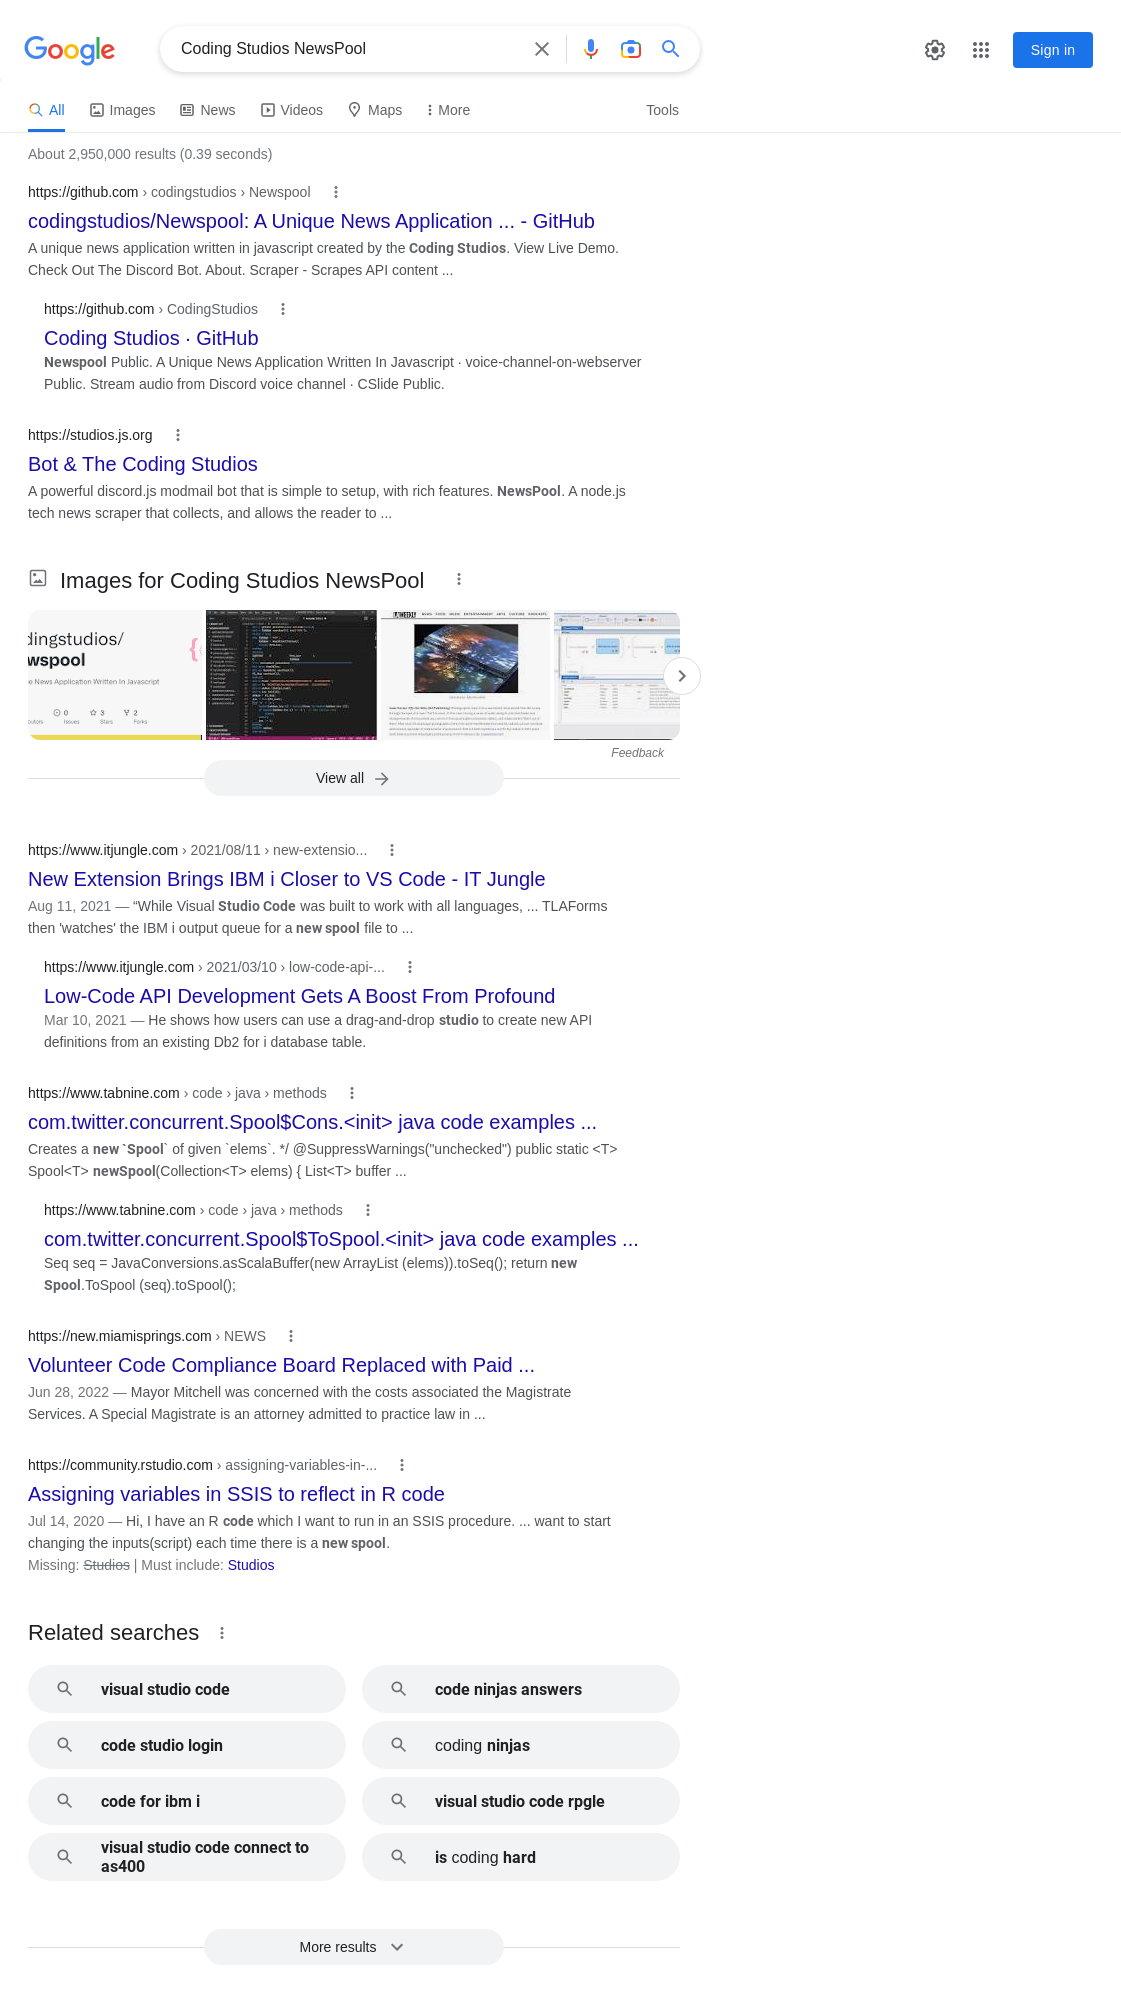 Google
Coding Studios NewsPool
Sign in
All Images News Videos Maps More Tools
About 2,950,000 results (0.39 seconds)
https://github.com › codingstudios › Newspool
codingstudios/Newspool: A Unique News Application ... - GitHub
A unique news application written in javascript created by the Coding Studios. View Live Demo.
Check Out The Discord Bot. About. Scraper - Scrapes API content ...
https://github.com › CodingStudios
Coding Studios · GitHub
Newspool Public. A Unique News Application Written In Javascript · voice-channel-on-webserver
Public. Stream audio from Discord voice channel · CSlide Public.
https://studios.js.org
Bot & The Coding Studios
A powerful discord.js modmail bot that is simple to setup, with rich features. NewsPool. A node.js
tech news scraper that collects, and allows the reader to ...
Images for Coding Studios NewsPool
dingstudios/
wspool
e News Application Written In Javascript
0 3 2
utors Issues Stars Forks
WEEKLY
Feedback
View all
https://www.itjungle.com › 2021/08/11 › new-extensio...
New Extension Brings IBM i Closer to VS Code - IT Jungle
Aug 11, 2021 — “While Visual Studio Code was built to work with all languages, ... TLAForms
then 'watches' the IBM i output queue for a new spool file to ...
https://www.itjungle.com › 2021/03/10 › low-code-api-...
Low-Code API Development Gets A Boost From Profound
Mar 10, 2021 — He shows how users can use a drag-and-drop studio to create new API
definitions from an existing Db2 for i database table.
https://www.tabnine.com › code › java › methods
com.twitter.concurrent.Spool$Cons.<init> java code examples ...
Creates a new `Spool` of given `elems`. */ @SuppressWarnings("unchecked") public static <T>
Spool<T> newSpool(Collection<T> elems) { List<T> buffer ...
https://www.tabnine.com › code › java › methods
com.twitter.concurrent.Spool$ToSpool.<init> java code examples ...
Seq seq = JavaConversions.asScalaBuffer(new ArrayList (elems)).toSeq(); return new
Spool.ToSpool (seq).toSpool();
https://new.miamisprings.com › NEWS
Volunteer Code Compliance Board Replaced with Paid ...
Jun 28, 2022 — Mayor Mitchell was concerned with the costs associated the Magistrate
Services. A Special Magistrate is an attorney admitted to practice law in ...
https://community.rstudio.com › assigning-variables-in-...
Assigning variables in SSIS to reflect in R code
Jul 14, 2020 — Hi, I have an R code which I want to run in an SSIS procedure. ... want to start
changing the inputs(script) each time there is a new spool.
Missing: Studios | Must include: Studios
Related searches
visual studio code
code ninjas answers
code studio login
coding ninjas
code for ibm i
visual studio code rpgle
visual studio code connect to
as400
is coding hard
More results